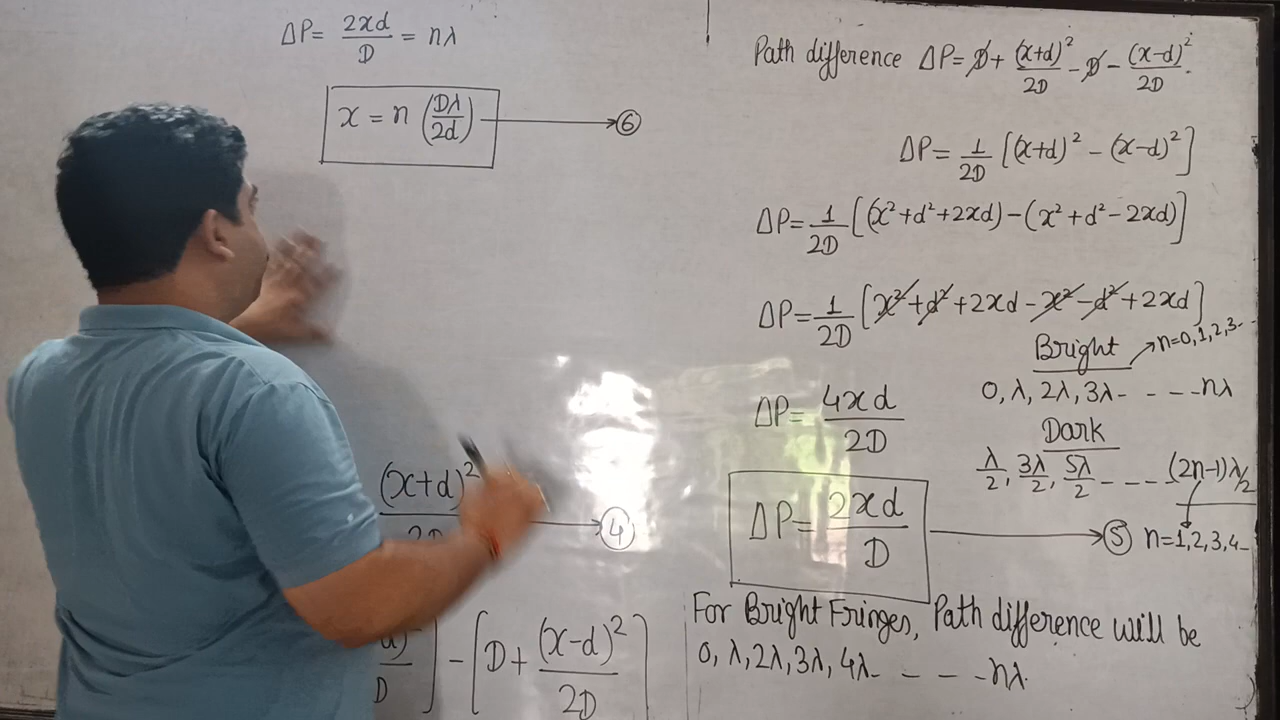 ΔP = 2xd/D = nλ
x = n (Dλ/2d) → ⑥
(x+d)²/2D → ④
d)²/D ] - [ D + (x-d)²/2D ]
Path difference ΔP = D + (x+d)²/2D - D - (x-d)²/2D.
ΔP = 1/2D [(x+d)² - (x-d)²]
ΔP = 1/2D [(x²+d²+2xd) - (x²+d²-2xd)]
ΔP = 1/2D [x²+d²+2xd - x² - d² + 2xd]
Bright → n=0,1,2,3--
0, λ, 2λ, 3λ - - - - nλ
ΔP = 4xd/2D
Dark
λ/2, 3λ/2, 5λ/2 - - - - (2n-1)λ/2
n=1,2,3,4-
ΔP = 2xd/D → ⑤
For Bright Fringes, Path difference will be
0, λ, 2λ, 3λ, 4λ - - - - nλ.